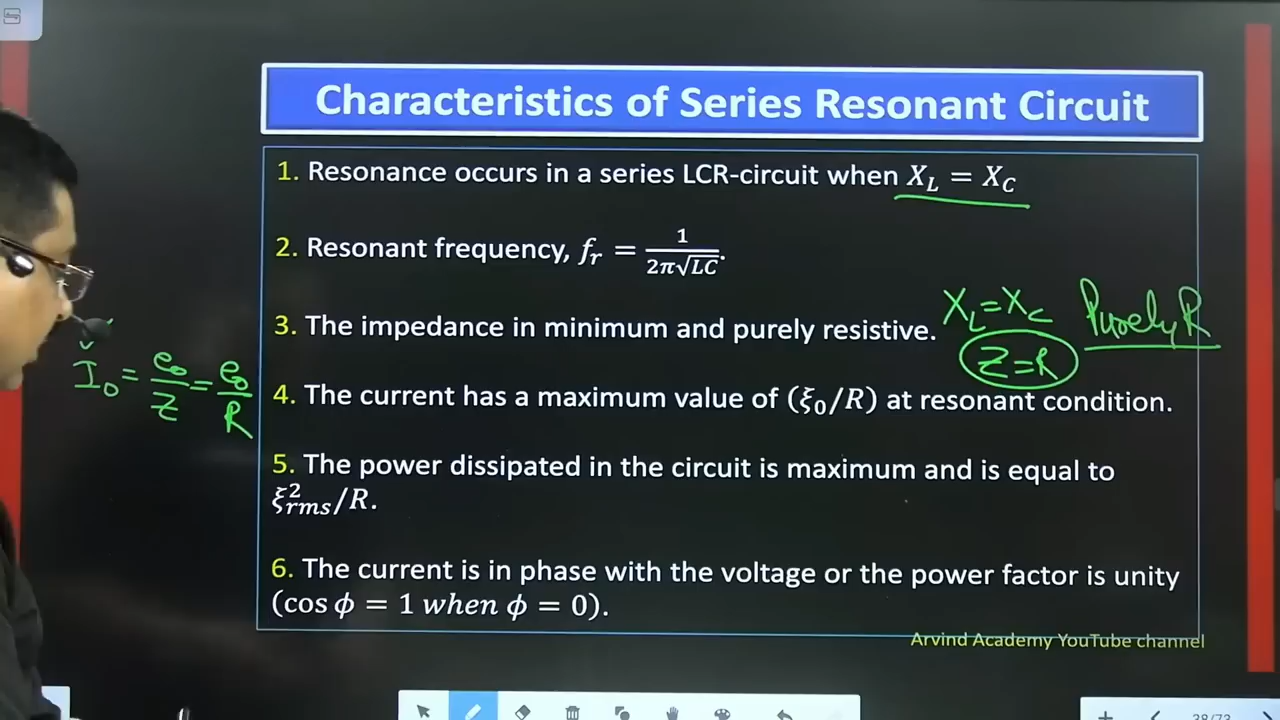 Characteristics of Series Resonant Circuit
1. Resonance occurs in a series LCR-circuit when X_L = X_C
2. Resonant frequency, f_r = 1/(2π√LC).
3. The impedance in minimum and purely resistive.
X_L = X_C
Purely R
Z = R
I_0 = e_0/Z = e_0/R
4. The current has a maximum value of (ξ_0/R) at resonant condition.
5. The power dissipated in the circuit is maximum and is equal to
ξ²_rms/R.
6. The current is in phase with the voltage or the power factor is unity
(cos ϕ = 1 when ϕ = 0).
Arvind Academy YouTube channel
38/73